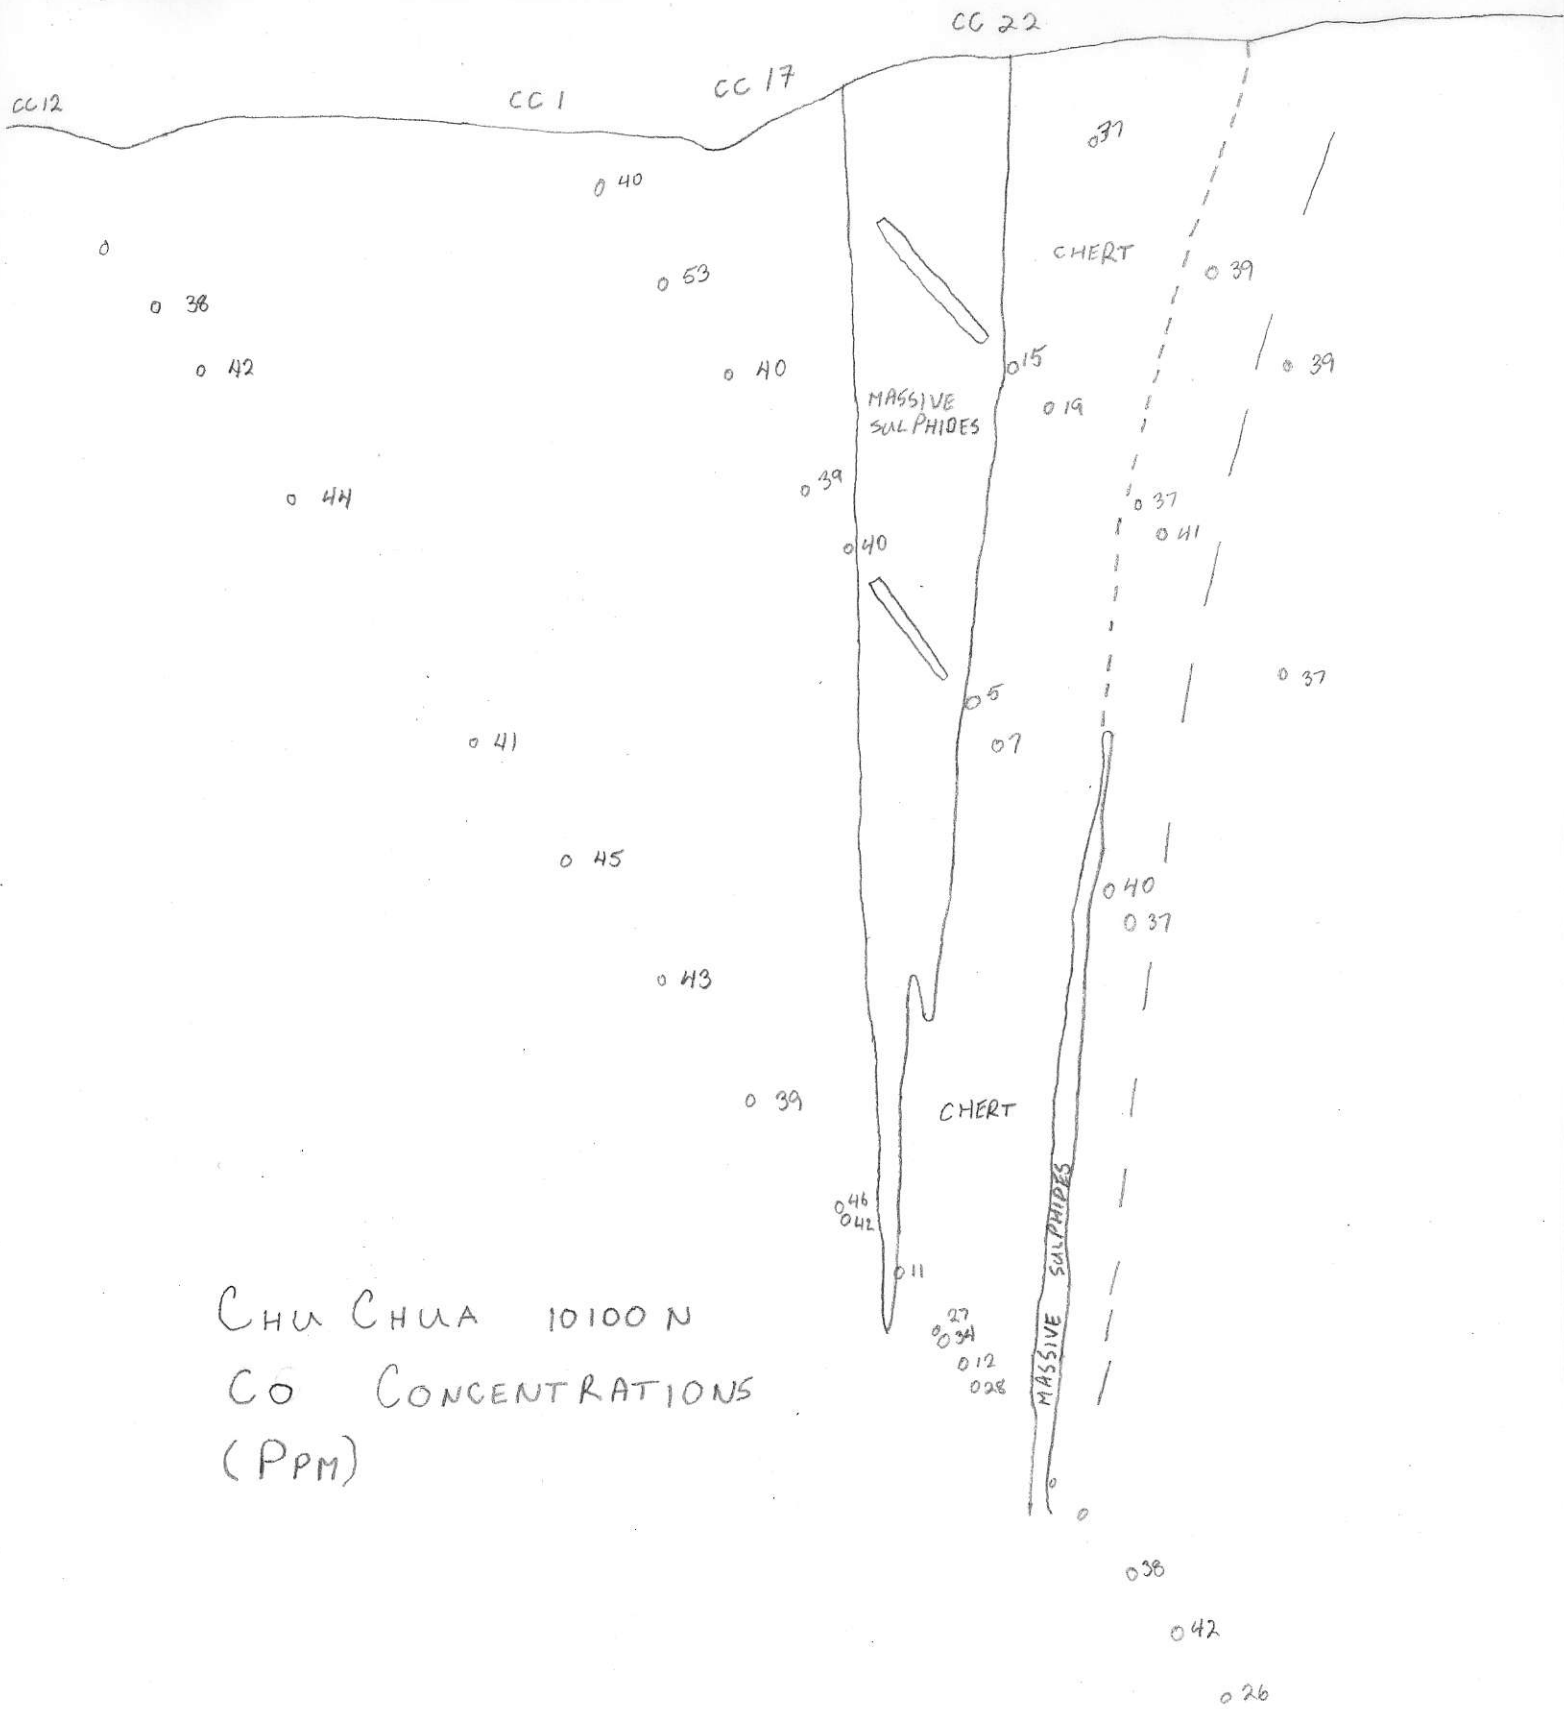 CC 22
CC 17
CC 12
CC 1
37
40
CHERT
39
53
38
15
39
42
40
MASSIVE
SULPHIDES
19
39
44
37
40
41
37
5
41
7
45
40
37
43
39
CHERT
MASSIVE SULPHIDES
46
42
11
CHU CHUA 10100 N
27
34
12
28
CO CONCENTRATIONS
(PPM)
38
42
26